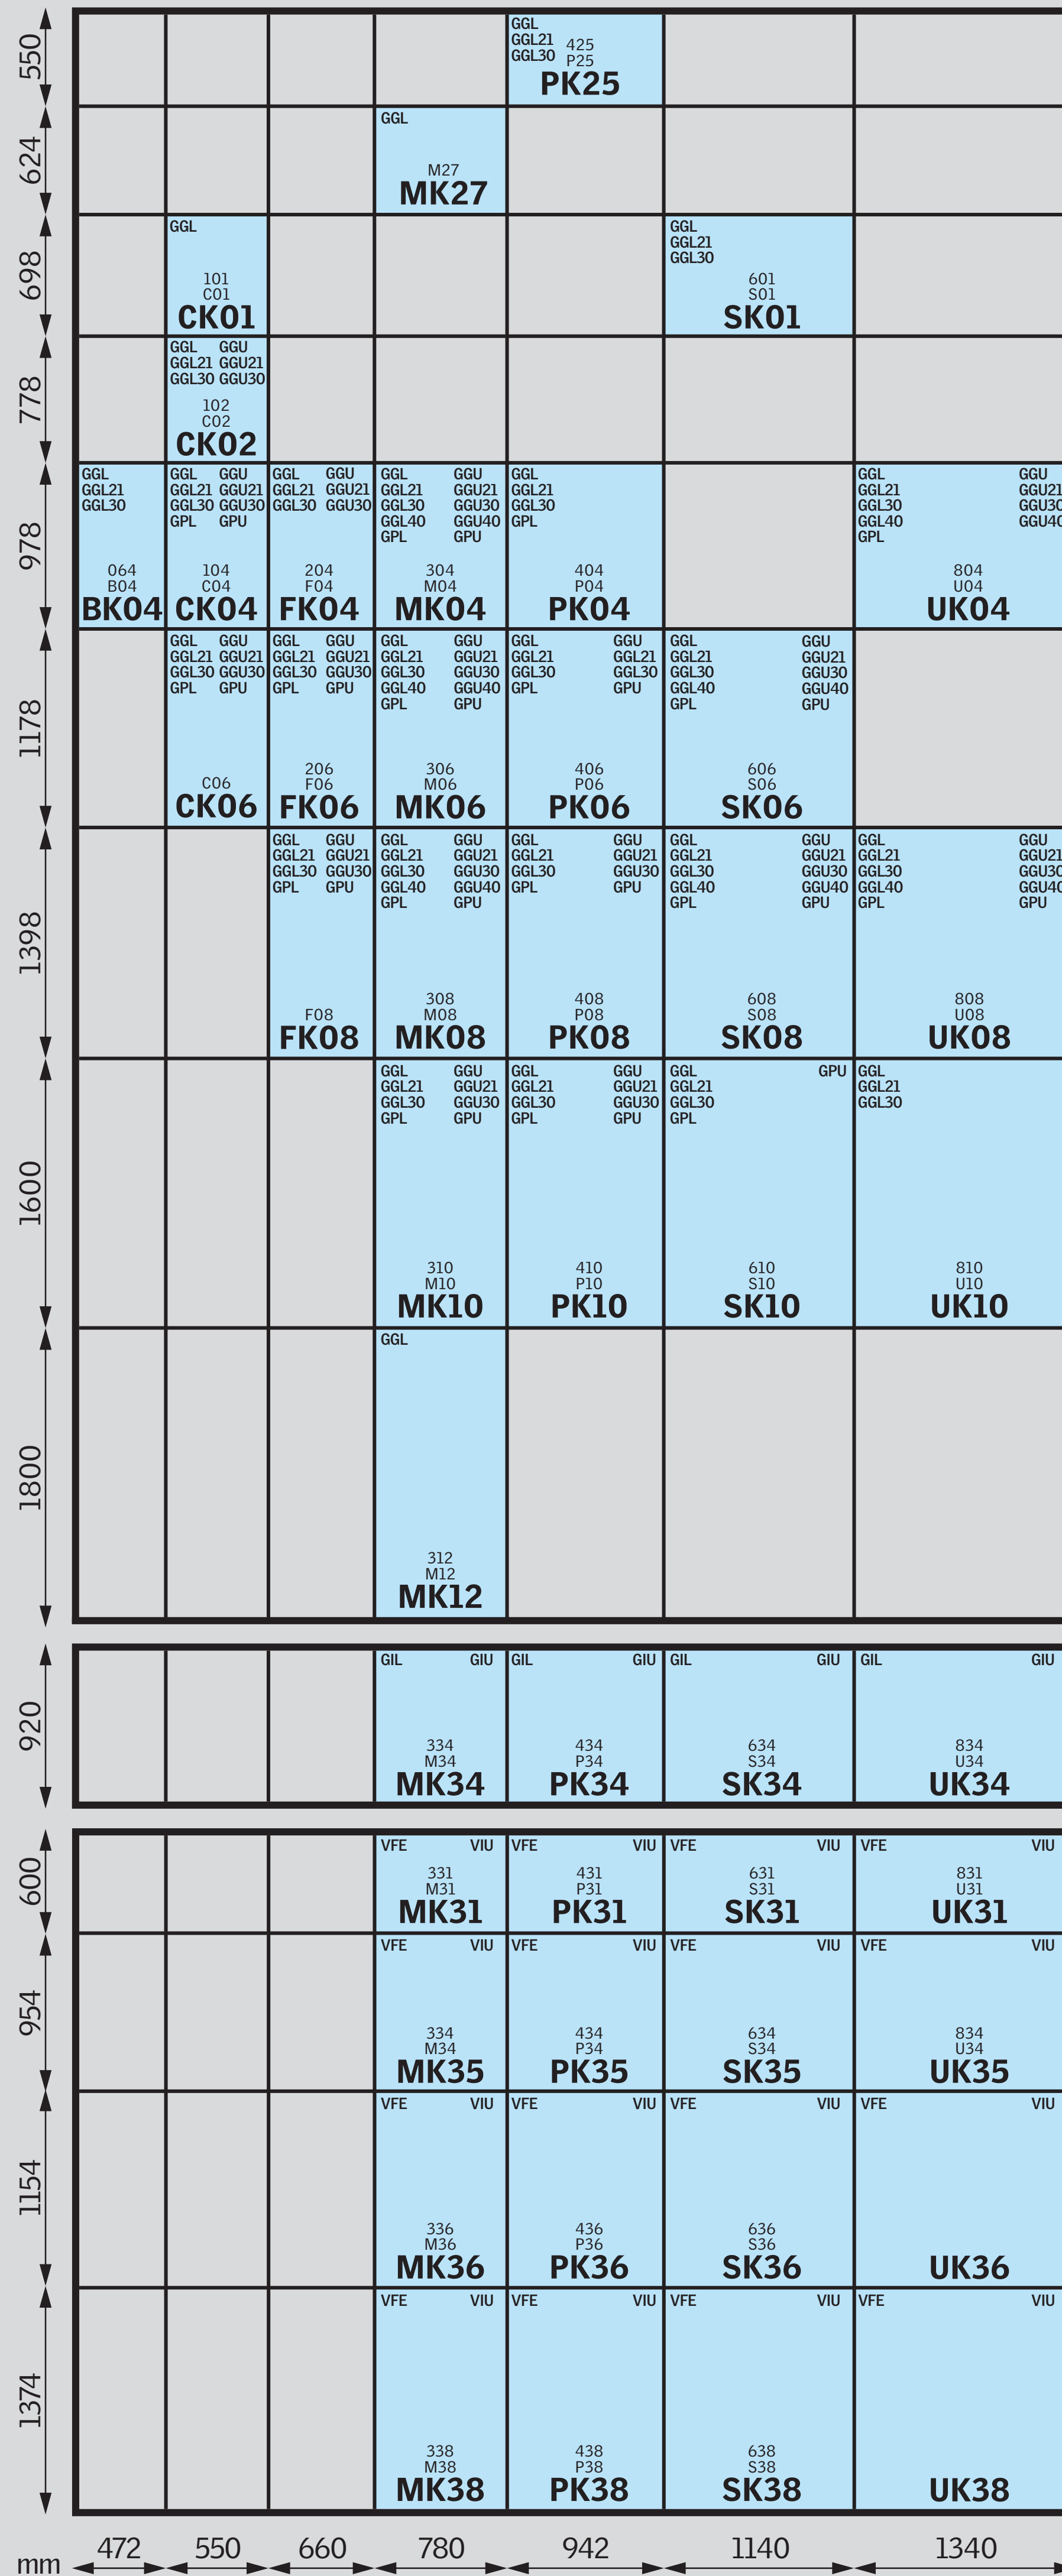 550
GGL
GGL21
GGL30
425
P25
PK25
624
GGL
M27
MK27
698
GGL
101
C01
CK01
GGL
GGL21
GGL30
601
S01
SK01
778
GGL GGU
GGL21 GGU21
GGL30 GGU30
102
C02
CK02
978
GGL
GGL21
GGL30
064
B04
BK04
GGL GGU
GGL21 GGU21
GGL30 GGU30
GPL GPU
104
C04
CK04
GGL GGU
GGL21 GGU21
GGL30 GGU30
204
F04
FK04
GGL GGU
GGL21 GGU21
GGL30 GGU30
GGL40 GGU40
GPL GPU
304
M04
MK04
GGL
GGL21
GGL30
GPL
404
P04
PK04
GGL GGU
GGL21 GGU21
GGL30 GGU30
GGL40 GGU40
GPL
804
U04
UK04
1178
GGL GGU
GGL21 GGU21
GGL30 GGU30
GPL GPU
C06
CK06
GGL GGU
GGL21 GGU21
GGL30 GGU30
GPL GPU
206
F06
FK06
GGL GGU
GGL21 GGU21
GGL30 GGU30
GGL40 GGU40
GPL GPU
306
M06
MK06
GGL GGU
GGL21 GGL21
GGL30 GGL30
GPL GPU
406
P06
PK06
GGL GGU
GGL21 GGU21
GGL30 GGU30
GGL40 GGU40
GPL GPU
606
S06
SK06
1398
GGL GGU
GGL21 GGU21
GGL30 GGU30
GPL GPU
F08
FK08
GGL GGU
GGL21 GGU21
GGL30 GGU30
GGL40 GGU40
GPL GPU
308
M08
MK08
GGL GGU
GGL21 GGU21
GGL30 GGU30
GPL GPU
408
P08
PK08
GGL GGU
GGL21 GGU21
GGL30 GGU30
GGL40 GGU40
GPL GPU
608
S08
SK08
GGL GGU
GGL21 GGU21
GGL30 GGU30
GGL40 GGU40
GPL GPU
808
U08
UK08
1600
GGL GGU
GGL21 GGU21
GGL30 GGU30
GPL GPU
310
M10
MK10
GGL GGU
GGL21 GGU21
GGL30 GGU30
GPL GPU
410
P10
PK10
GGL GPU
GGL21
GGL30
GPL
610
S10
SK10
GGL
GGL21
GGL30
810
U10
UK10
1800
GGL
312
M12
MK12
920
GIL GIU
334
M34
MK34
GIL GIU
434
P34
PK34
GIL GIU
634
S34
SK34
GIL GIU
834
U34
UK34
600
VFE VIU
331
M31
MK31
VFE VIU
431
P31
PK31
VFE VIU
631
S31
SK31
VFE VIU
831
U31
UK31
954
VFE VIU
334
M34
MK35
VFE VIU
434
P34
PK35
VFE VIU
634
S34
SK35
VFE VIU
834
U34
UK35
1154
VFE VIU
336
M36
MK36
VFE VIU
436
P36
PK36
VFE VIU
636
S36
SK36
VFE VIU
UK36
1374
VFE VIU
338
M38
MK38
VFE VIU
438
P38
PK38
VFE VIU
638
S38
SK38
VFE VIU
UK38
mm 472 550 660 780 942 1140 1340